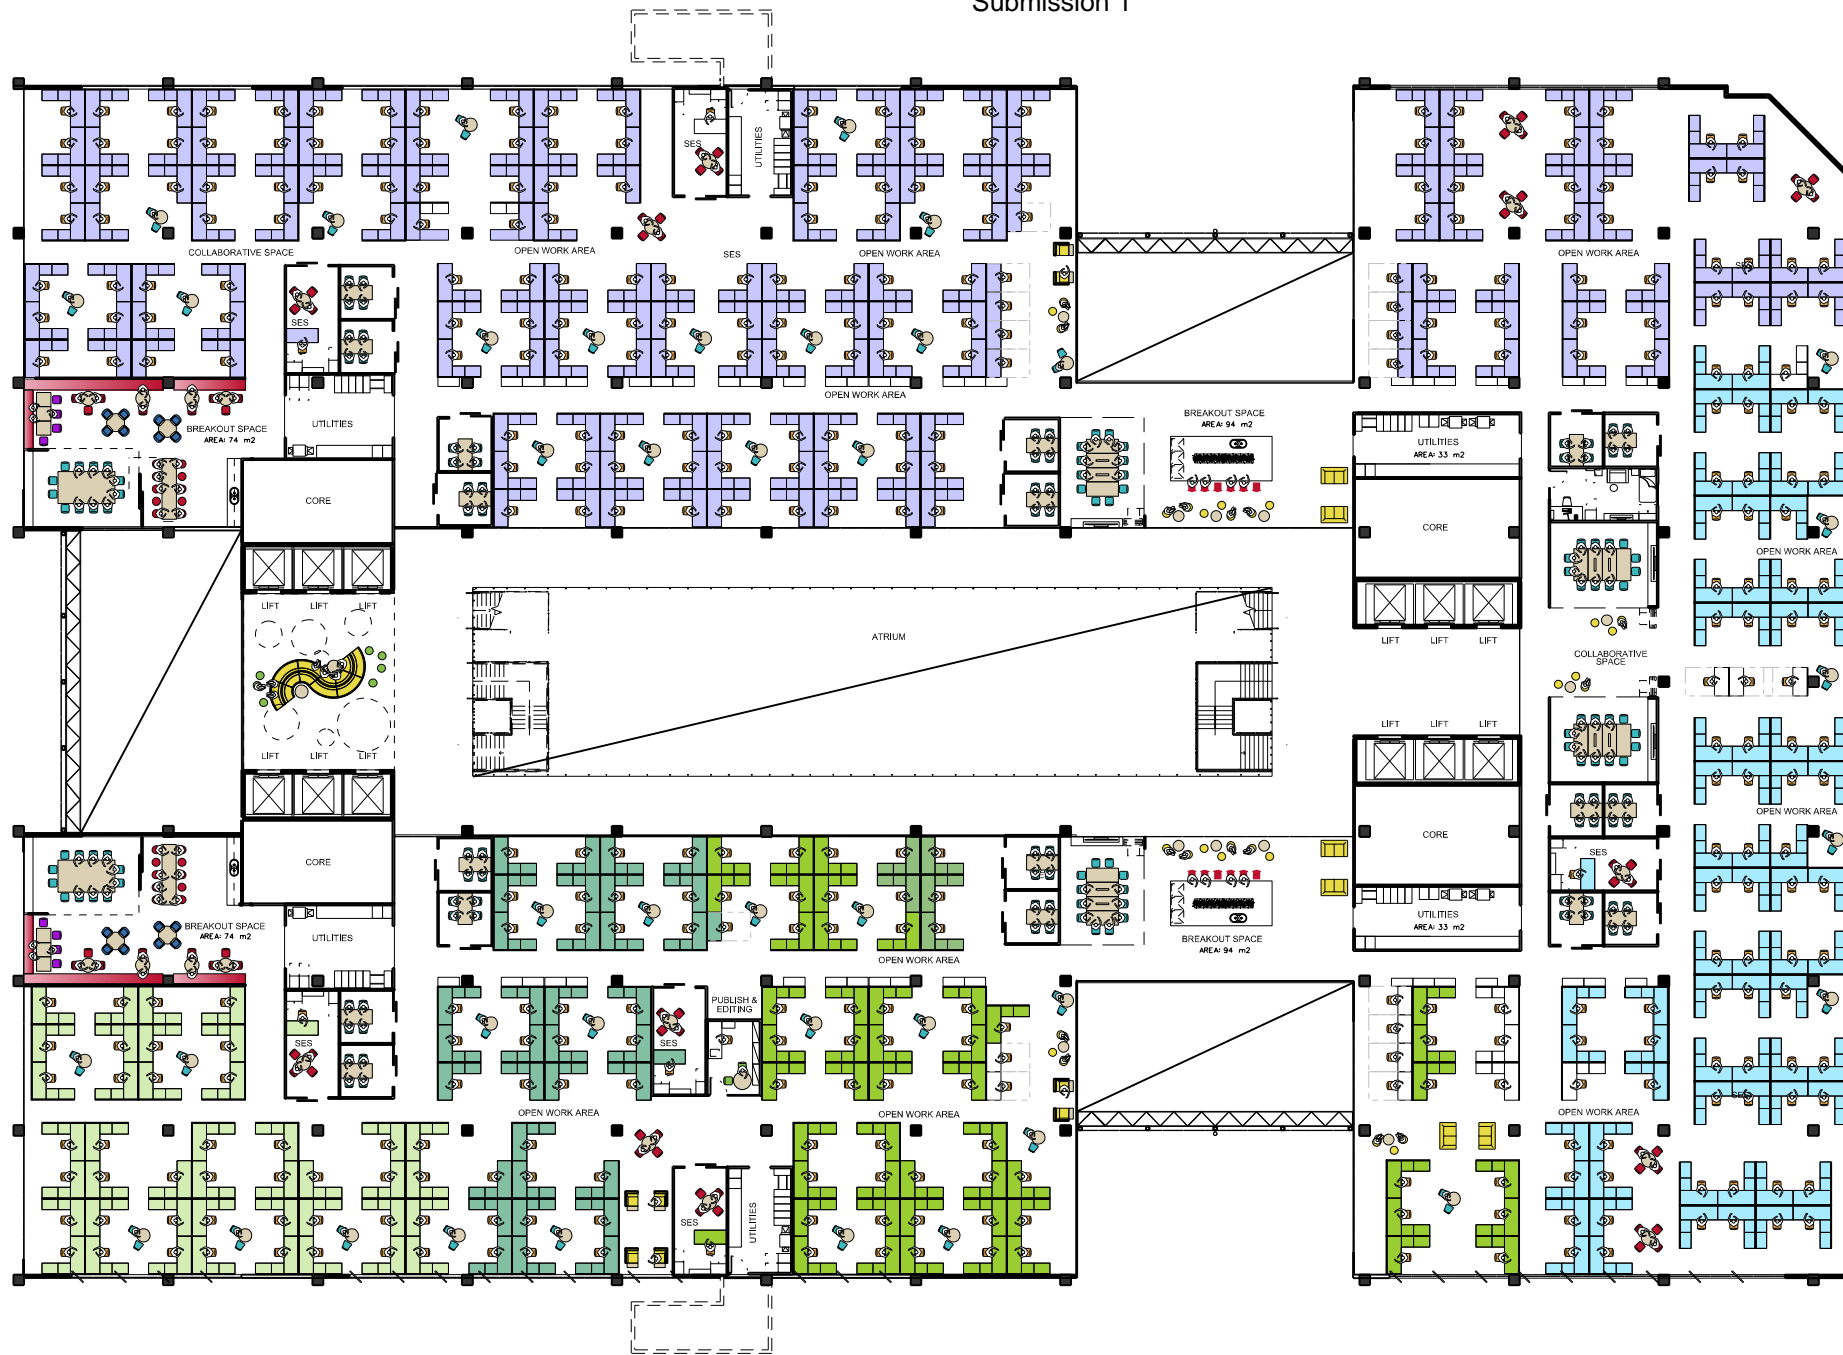 Submission 1
SES
UTILITIES
COLLABORATIVE SPACE
OPEN WORK AREA
SES
OPEN WORK AREA
OPEN WORK AREA
SES
OPEN WORK AREA
BREAKOUT SPACE
AREA: 74 m2
UTILITIES
BREAKOUT SPACE
AREA: 94 m2
UTILITIES
AREA: 33 m2
CORE
CORE
OPEN WORK AREA
LIFT LIFT LIFT
ATRIUM
LIFT LIFT LIFT
COLLABORATIVE
SPACE
LIFT LIFT LIFT
LIFT LIFT LIFT
OPEN WORK AREA
CORE
CORE
SES
BREAKOUT SPACE
AREA: 74 m2
UTILITIES
BREAKOUT SPACE
AREA: 94 m2
UTILITIES
AREA: 33 m2
OPEN WORK AREA
PUBLISH &
EDITING
SES
SES
OPEN WORK AREA
OPEN WORK AREA
OPEN WORK AREA
SES
UTILITIES